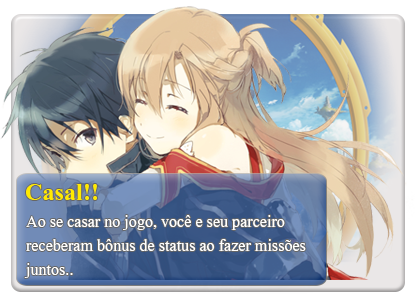 Casal!!
Ao se casar no jogo, você e seu parceiro
receberam bônus de status ao fazer missões
juntos..